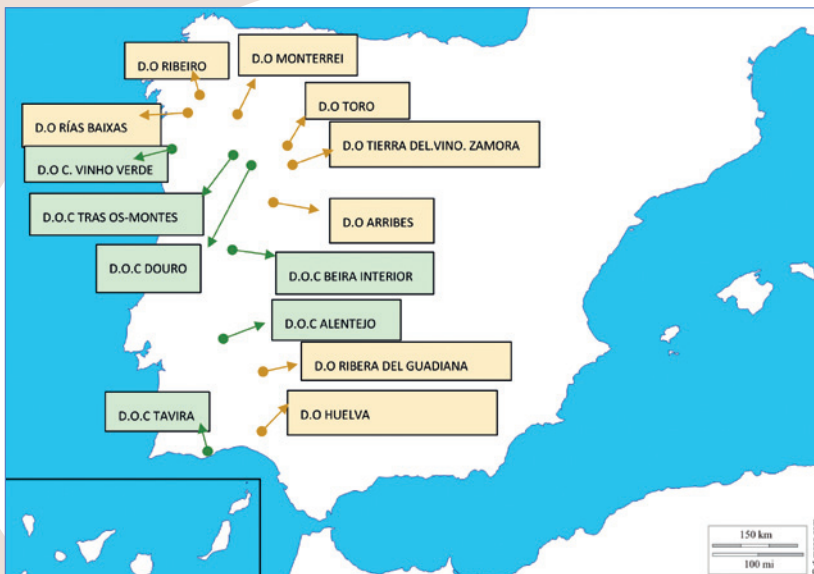 D.O RIBEIRO
D.O MONTERREI
D.O TORO
D.O RÍAS BAIXAS
D.O TIERRA DEL.VINO. ZAMORA
D.O C. VINHO VERDE
D.O.C TRAS OS-MONTES
D.O ARRIBES
D.O.C DOURO
D.O.C BEIRA INTERIOR
D.O.C ALENTEJO
D.O RIBERA DEL GUADIANA
D.O.C TAVIRA
D.O HUELVA
150 km
100 mi